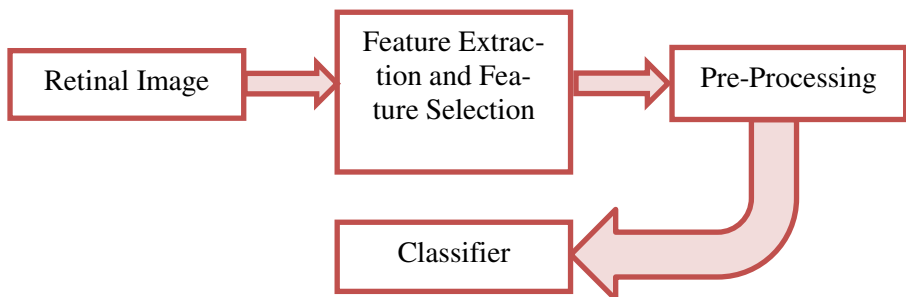 Retinal Image
Feature Extrac-
tion and Fea-
ture Selection
Pre-Processing
Classifier